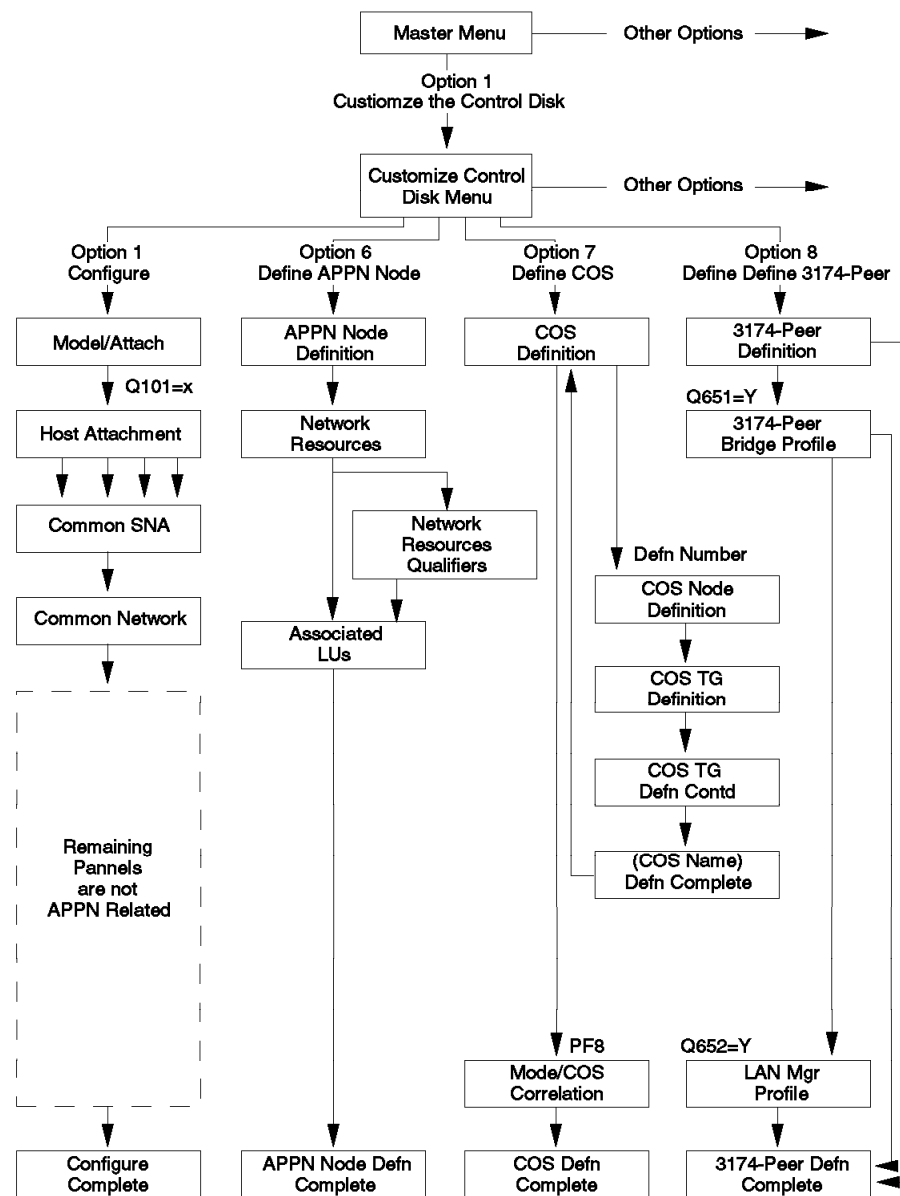 Master Menu
Other Options
Option 1
Custiomze the Control Disk
Customize Control
Disk Menu
Other Options
Option 1
Configure
Option 6
Define APPN Node
Option 7
Define COS
Option 8
Define Define 3174-Peer
Model/Attach
APPN Node
Definition
COS
Definition
3174-Peer
Definition
Q101=x
Q651=Y
Host Attachment
Network
Resources
3174-Peer
Bridge Profile
Common SNA
Network
Resources
Qualifiers
Defn Number
COS Node
Definition
Common Network
Associated
LUs
COS TG
Definition
COS TG
Defn Contd
Remaining
Pannels
are not
APPN Related
(COS Name)
Defn Complete
PF8
Q652=Y
Mode/COS
Correlation
LAN Mgr
Profile
Configure
Complete
APPN Node Defn
Complete
COS Defn
Complete
3174-Peer Defn
Complete